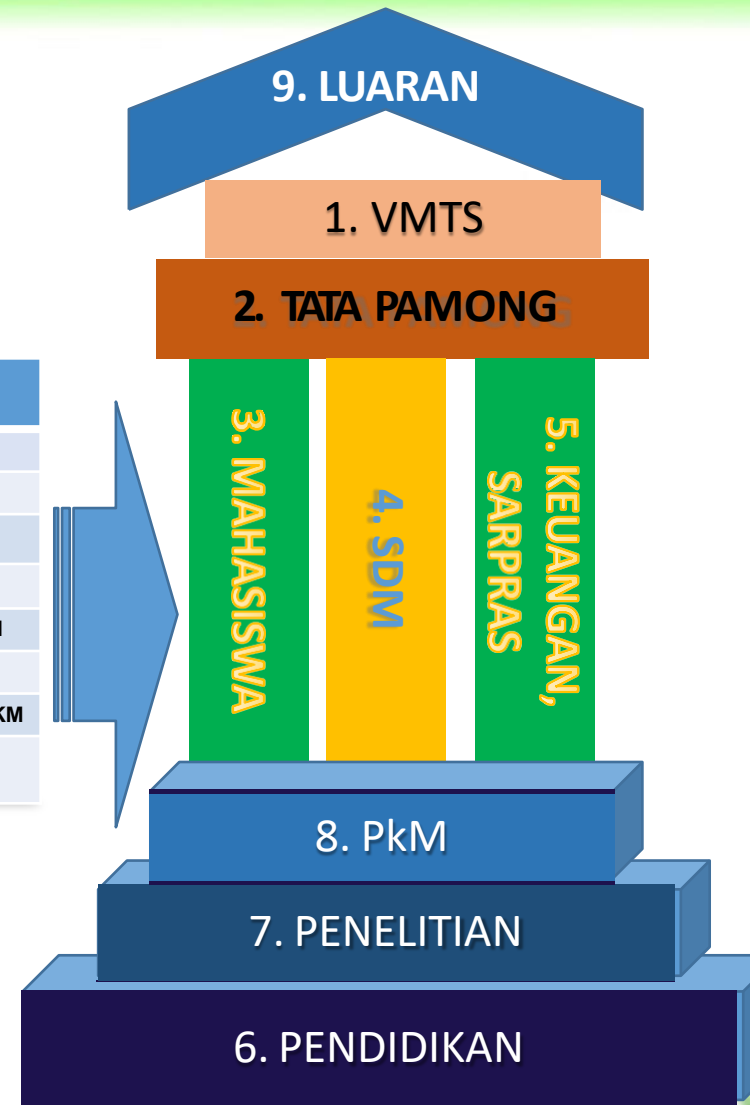 9. LUARAN
1. VMTS
2. TATA PAMONG
3. MAHASISWA
4. SDM
5. KEUANGAN,
SARPRAS
KM
8. PkM
7. PENELITIAN
6. PENDIDIKAN